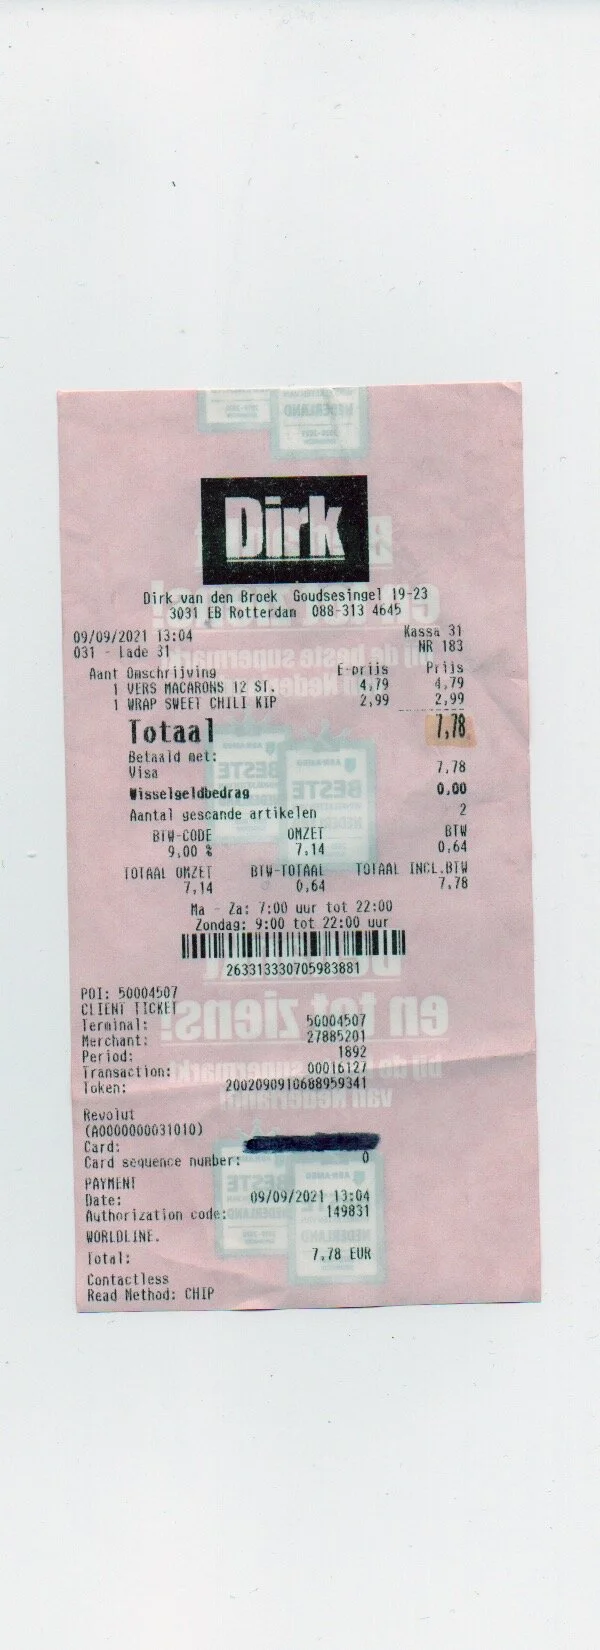 Dirk
Dirk van den Broek Goudsesingel 19-23
3031 EB Rotterdam 088-313 4645
09/09/2021 13:04 Kassa 31
031 - Lade 31 NR 183
Aant Omschrijving E-prijs Prijs
1 VERS MACARONS 12 ST. 4,79 4,79
1 WRAP SWEET CHILI KIP 2,99 2,99
Totaal 7,78
Betaald met:
Visa 7,78
Wisselgeldbedrag 0,00
Aantal gescande artikelen 2
BTW-CODE OMZET BTW
9,00 % 7,14 0,64
TOTAAL OMZET BTW-TOTAAL TOTAAL INCL.BTW
7,14 0,64 7,78
Ma - Za: 7:00 uur tot 22:00
Zondag: 9:00 tot 22:00 uur
263313330705983881
POI: 50004507
CLIENT TICKET
Terminal: 50004507
Merchant: 27885201
Period: 1892
Transaction: 00016127
Token: 2002090910688959341
Revolut
(A0000000031010)
Card:
Card sequence number: 0
PAYMENT
Date: 09/09/2021 13:04
Authorization code: 149831
WORLDLINE.
Total: 7,78 EUR
Contactless
Read Method: CHIP